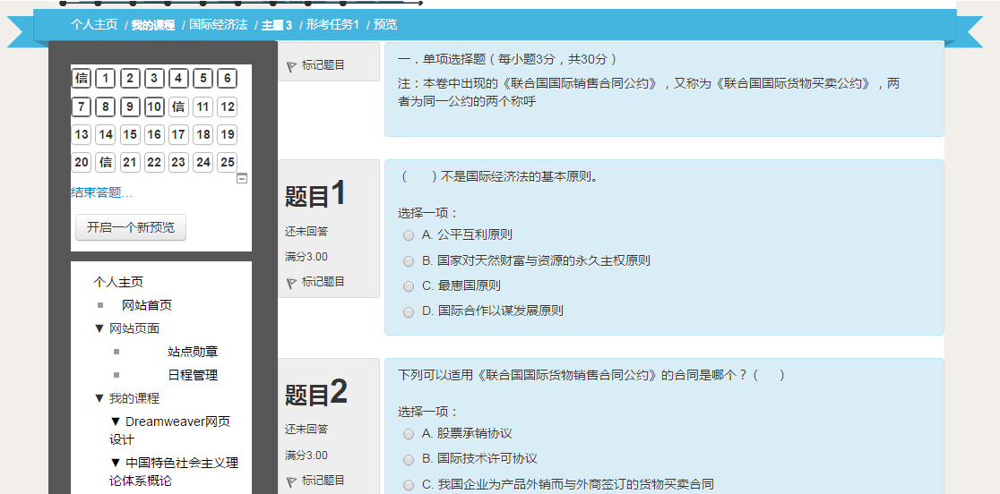 个人主页 / 我的课程 / 国际经济法 / 主题 3 / 形考任务1 / 预览
信 1 2 3 4 5 6
7 8 9 10 信 11 12
13 14 15 16 17 18 19
20 信 21 22 23 24 25
结束答题...
开启一个新预览
个人主页
网站首页
网站页面
站点勋章
日程管理
我的课程
Dreamweaver网页
设计
中国特色社会主义理
论体系概论
标记题目
一．单项选择题（每小题3分，共30分）
注：本卷中出现的《联合国国际销售合同公约》，又称为《联合国国际货物买卖公约》，两
者为同一公约的两个称呼
题目1
还未回答
满分3.00
标记题目
（　　）不是国际经济法的基本原则。
选择一项：
A. 公平互利原则
B. 国家对天然财富与资源的永久主权原则
C. 最惠国原则
D. 国际合作以谋发展原则
题目2
还未回答
满分3.00
标记题目
下列可以适用《联合国国际货物销售合同公约》的合同是哪个？（　　）
选择一项：
A. 股票承销协议
B. 国际技术许可协议
C. 我国企业为产品外销而与外商签订的货物买卖合同